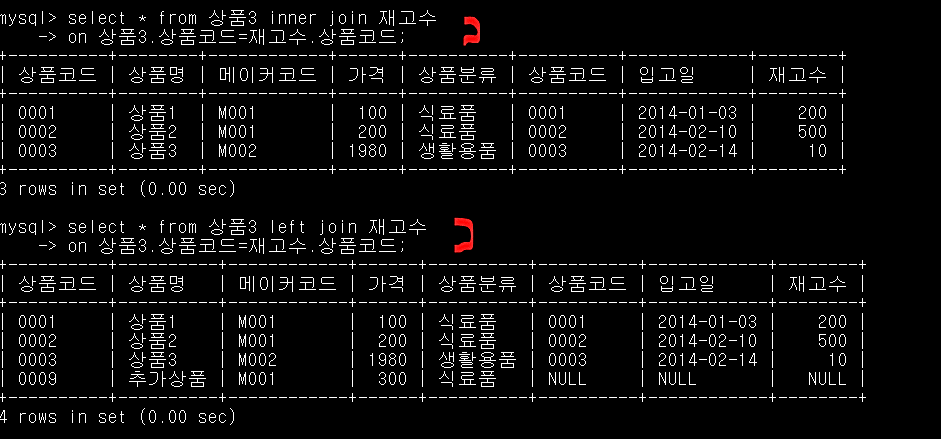 mysql> select * from 상품3 inner join 재고수
    -> on 상품3.상품코드=재고수.상품코드;
+----------+--------+------------+------+----------+----------+------------+--------+
| 상품코드 | 상품명 | 메이커코드 | 가격 | 상품분류 | 상품코드 | 입고일     | 재고수 |
+----------+--------+------------+------+----------+----------+------------+--------+
| 0001     | 상품1  | M001       |  100 | 식료품   | 0001     | 2014-01-03 |    200 |
| 0002     | 상품2  | M001       |  200 | 식료품   | 0002     | 2014-02-10 |    500 |
| 0003     | 상품3  | M002       | 1980 | 생활용품 | 0003     | 2014-02-14 |     10 |
+----------+--------+------------+------+----------+----------+------------+--------+
3 rows in set (0.00 sec)
mysql> select * from 상품3 left join 재고수
    -> on 상품3.상품코드=재고수.상품코드;
+----------+----------+------------+------+----------+----------+------------+--------+
| 상품코드 | 상품명   | 메이커코드 | 가격 | 상품분류 | 상품코드 | 입고일     | 재고수 |
+----------+----------+------------+------+----------+----------+------------+--------+
| 0001     | 상품1    | M001       |  100 | 식료품   | 0001     | 2014-01-03 |    200 |
| 0002     | 상품2    | M001       |  200 | 식료품   | 0002     | 2014-02-10 |    500 |
| 0003     | 상품3    | M002       | 1980 | 생활용품 | 0003     | 2014-02-14 |     10 |
| 0009     | 추가상품 | M001       |  300 | 식료품   | NULL     | NULL       |   NULL |
+----------+----------+------------+------+----------+----------+------------+--------+
4 rows in set (0.00 sec)